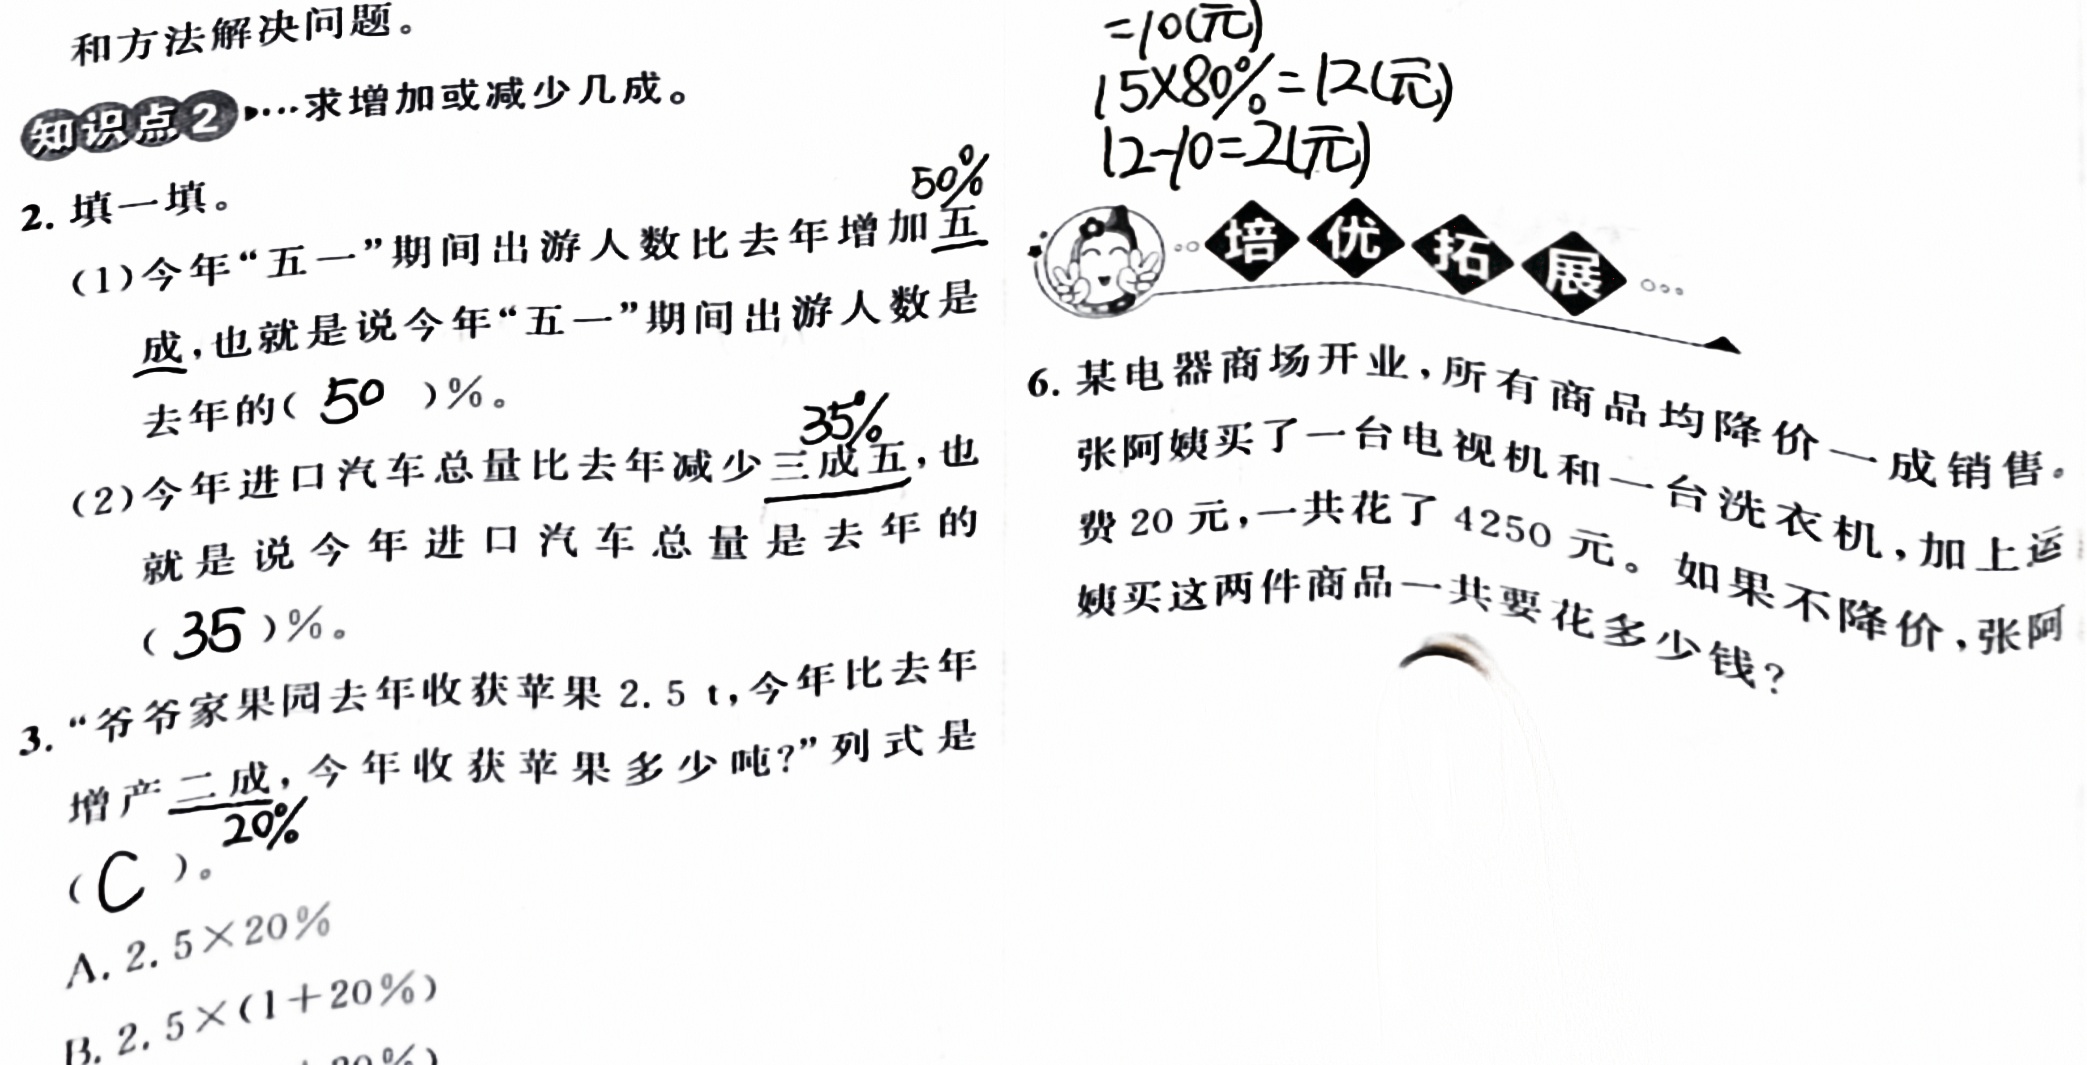 和方法解决问题。
知识点2 ····求增加或减少几成。
2. 填一填。
50%
(1)今年“五一”期间出游人数比去年增加五
成，也就是说今年“五一”期间出游人数是
去年的( 50 )%。
35%
(2)今年进口汽车总量比去年减少三成五，也
就是说今年进口汽车总量是去年的
( 35 )%。
3. “爷爷家果园去年收获苹果 2.5 t，今年比去年
增产二成，今年收获苹果多少吨?”列式是
20%
( C )。
A. 2.5×20%
B. 2.5×(1+20%)
=10(元)
15×80%=12(元)
12-10=2(元)
培优拓展
6. 某电器商场开业，所有商品均降价一成销售。
张阿姨买了一台电视机和一台洗衣机，加上运
费 20 元，一共花了 4250 元。如果不降价，张阿
姨买这两件商品一共要花多少钱?